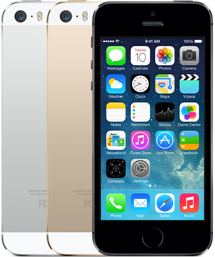 9:41 AM
100%
Messages
Calendar
Photos
Camera
Weather
Clock
Maps
Videos
Notes
Reminders
Stocks
Game Center
Newsstand
iTunes Store
App Store
Passbook
Compass
Settings
Phone
Mail
Safari
Music